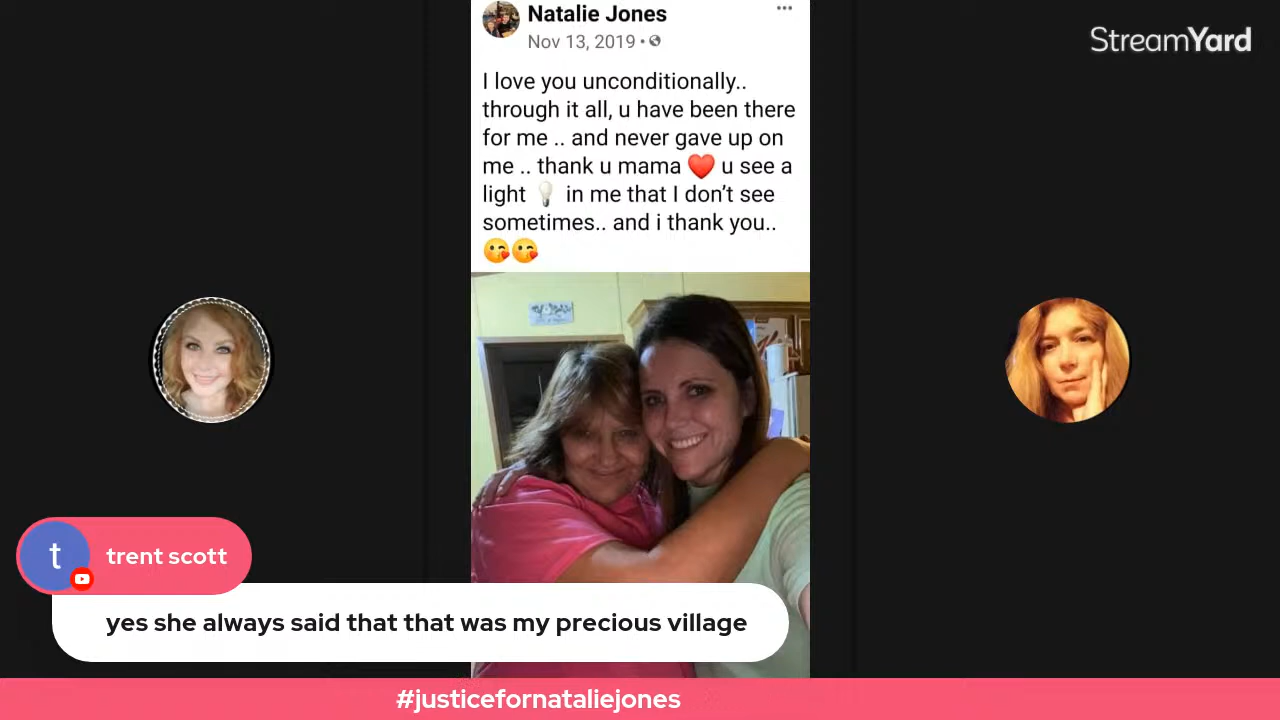 Natalie Jones
Nov 13, 2019 •
StreamYard
I love you unconditionally..
through it all, u have been there
for me .. and never gave up on
me .. thank u mama ❤️ u see a
light 💡 in me that I don't see
sometimes.. and i thank you..
😘😘
t
trent scott
yes she always said that that was my precious village
#justicefornataliejones